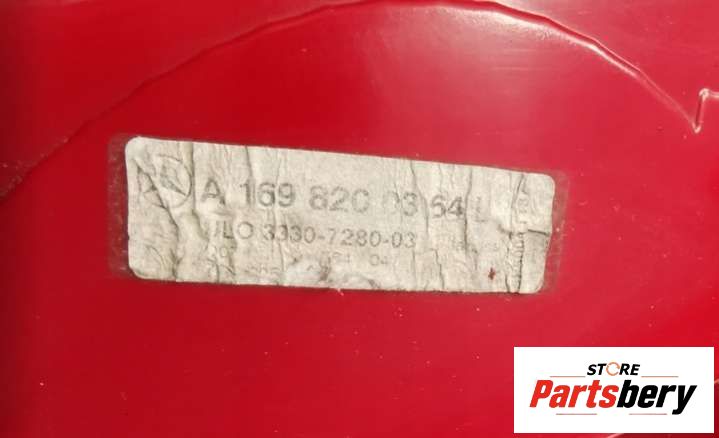 A 169 820 03 64 L
ULO 3330-7280-03
STORE
Partsbery